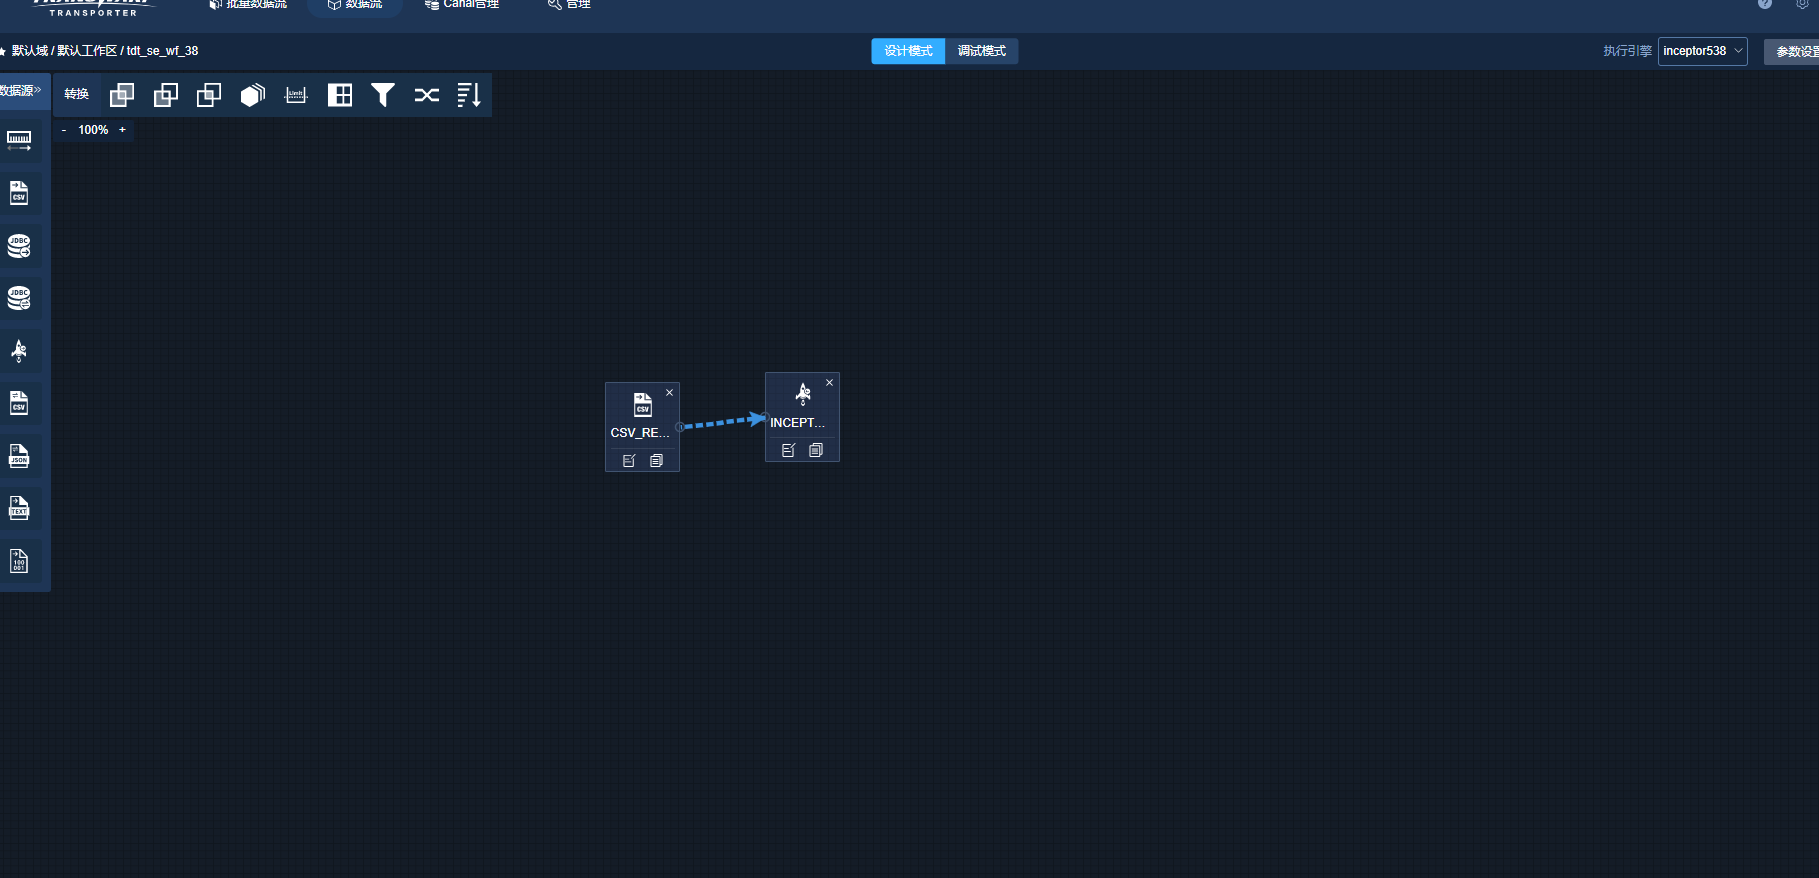 TRANSPORTER
批量数据流
数据流
Canal管理
管理
默认域 / 默认工作区 / tdt_se_wf_38
设计模式
调试模式
执行引擎
inceptor538
参数设置
数据源»
转换
Limit
- 100% +
CSV
JDBC
JDBC
CSV
JSON
TEXT
100
001
CSV
CSV_RE...
INCEPT...